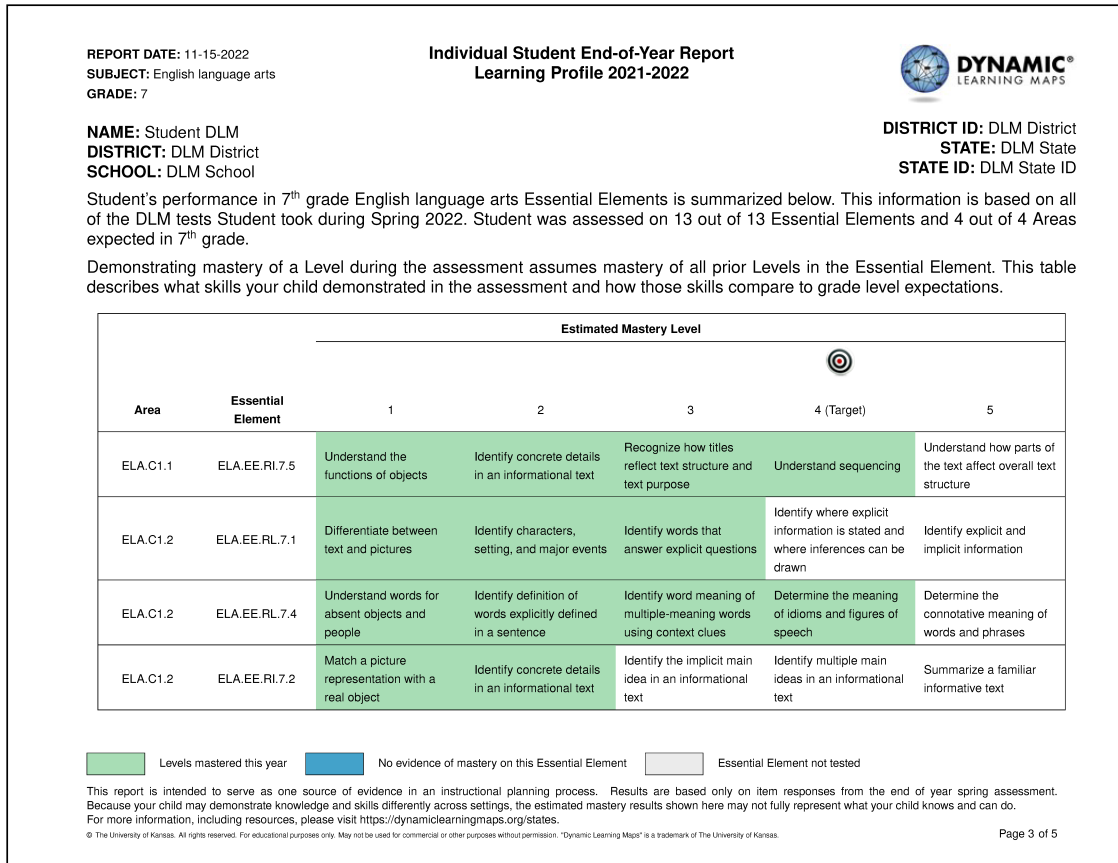 REPORT DATE: 11-15-2022
SUBJECT: English language arts
GRADE: 7
Individual Student End-of-Year Report
Learning Profile 2021-2022
DYNAMIC®
LEARNING MAPS
NAME: Student DLM
DISTRICT: DLM District
SCHOOL: DLM School
DISTRICT ID: DLM District
STATE: DLM State
STATE ID: DLM State ID
Student's performance in 7th grade English language arts Essential Elements is summarized below. This information is based on all
of the DLM tests Student took during Spring 2022. Student was assessed on 13 out of 13 Essential Elements and 4 out of 4 Areas
expected in 7th grade.
Demonstrating mastery of a Level during the assessment assumes mastery of all prior Levels in the Essential Element. This table
describes what skills your child demonstrated in the assessment and how those skills compare to grade level expectations.
Estimated Mastery Level
Area
Essential
Element
1
2
3
4 (Target)
5
ELA.C1.1
ELA.EE.RI.7.5
Understand the
functions of objects
Identify concrete details
in an informational text
Recognize how titles
reflect text structure and
text purpose
Understand sequencing
Understand how parts of
the text affect overall text
structure
ELA.C1.2
ELA.EE.RL.7.1
Differentiate between
text and pictures
Identify characters,
setting, and major events
Identify words that
answer explicit questions
Identify where explicit
information is stated and
where inferences can be
drawn
Identify explicit and
implicit information
ELA.C1.2
ELA.EE.RL.7.4
Understand words for
absent objects and
people
Identify definition of
words explicitly defined
in a sentence
Identify word meaning of
multiple-meaning words
using context clues
Determine the meaning
of idioms and figures of
speech
Determine the
connotative meaning of
words and phrases
ELA.C1.2
ELA.EE.RI.7.2
Match a picture
representation with a
real object
Identify concrete details
in an informational text
Identify the implicit main
idea in an informational
text
Identify multiple main
ideas in an informational
text
Summarize a familiar
informative text
Levels mastered this year
No evidence of mastery on this Essential Element
Essential Element not tested
This report is intended to serve as one source of evidence in an instructional planning process. Results are based only on item responses from the end of year spring assessment.
Because your child may demonstrate knowledge and skills differently across settings, the estimated mastery results shown here may not fully represent what your child knows and can do.
For more information, including resources, please visit https://dynamiclearningmaps.org/states.
© The University of Kansas. All rights reserved. For educational purposes only. May not be used for commercial or other purposes without permission. "Dynamic Learning Maps" is a trademark of The University of Kansas.
Page 3 of 5